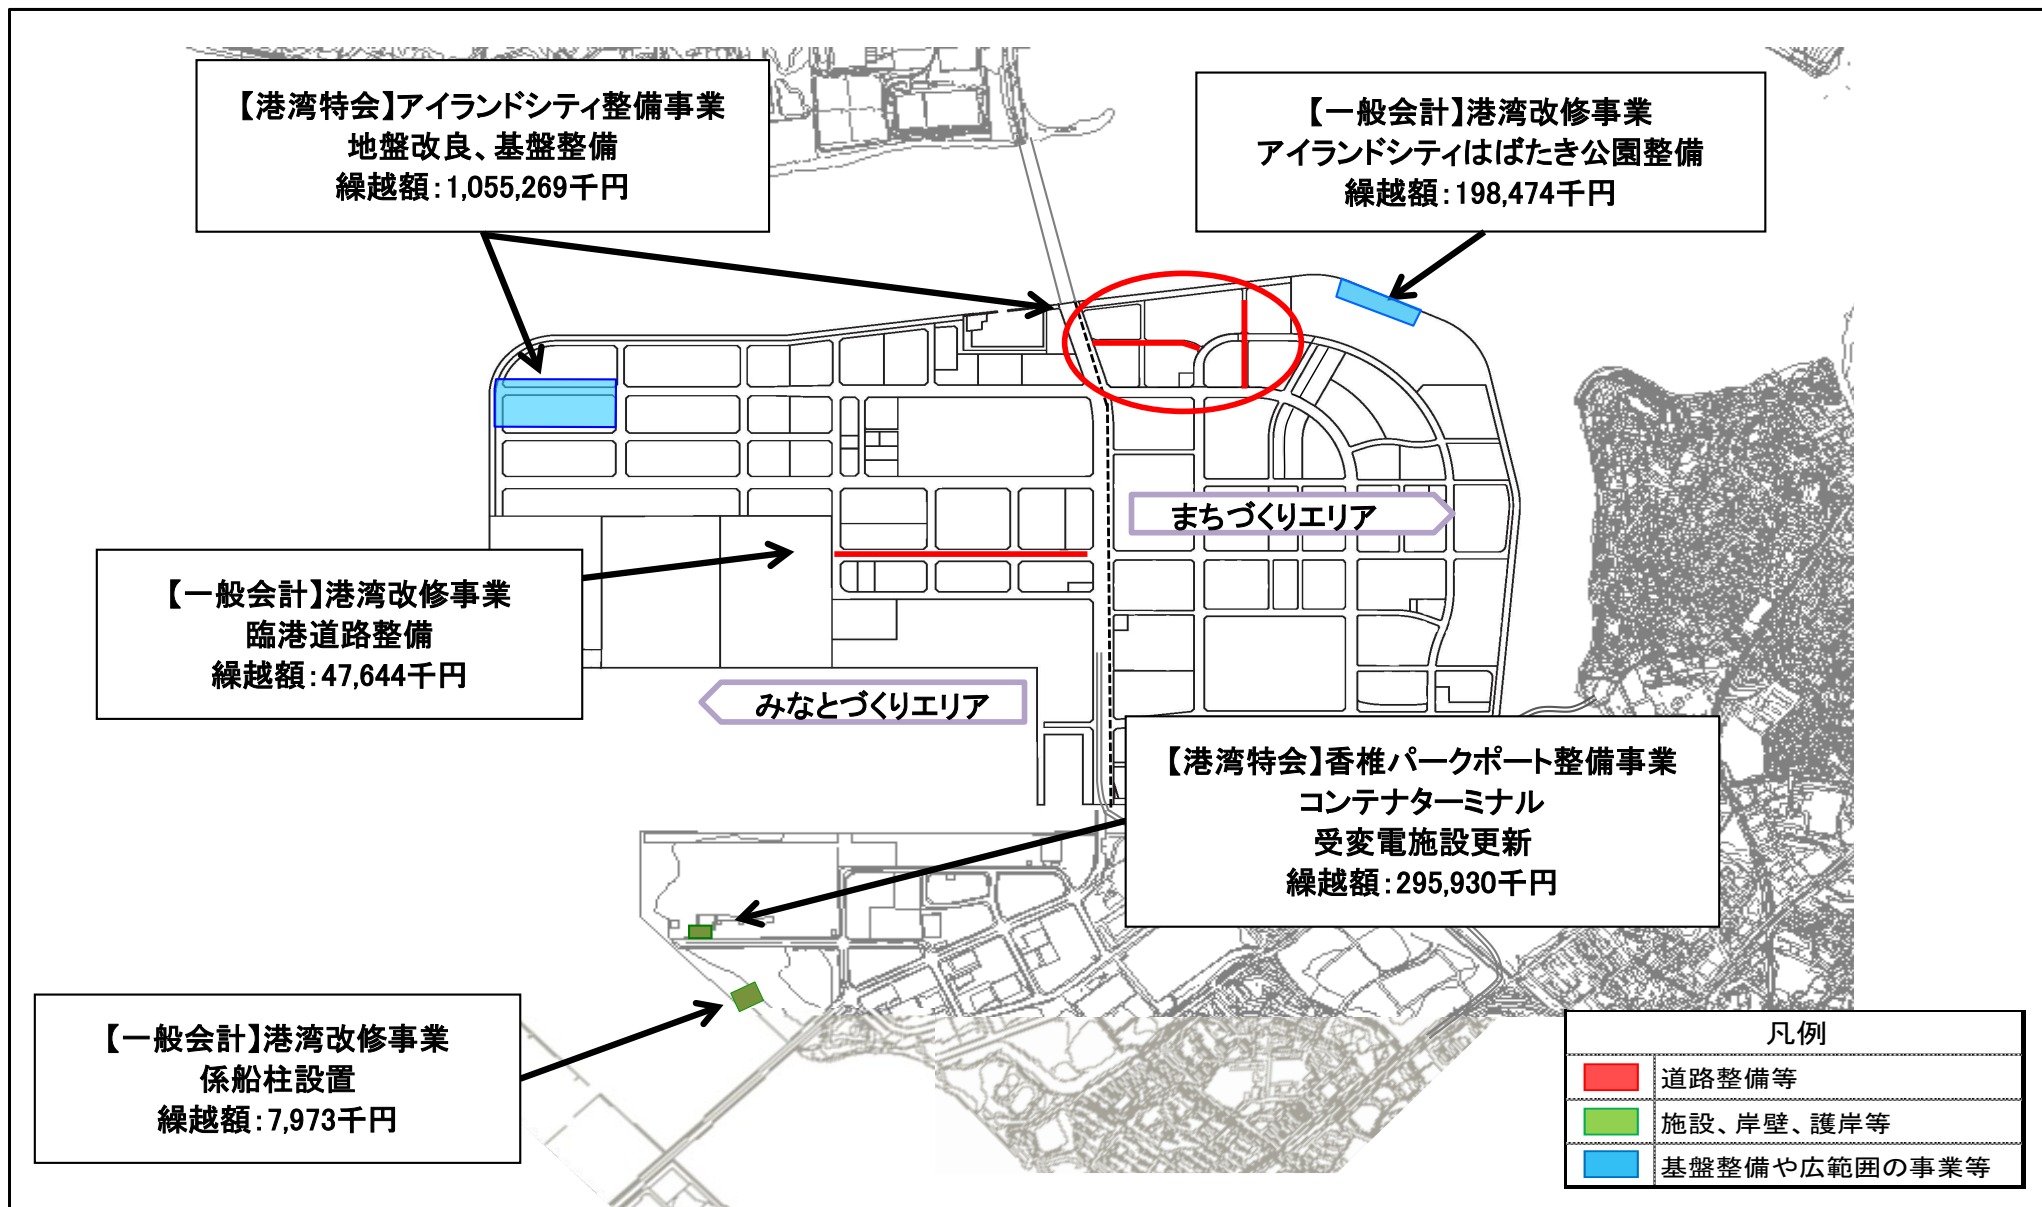 【港湾特会】アイランドシティ整備事業
地盤改良、基盤整備
繰越額：1,055,269千円
【一般会計】港湾改修事業
アイランドシティはばたき公園整備
繰越額：198,474千円
まちづくりエリア
【一般会計】港湾改修事業
臨港道路整備
繰越額：47,644千円
みなとづくりエリア
【港湾特会】香椎パークポート整備事業
コンテナターミナル
受変電施設更新
繰越額：295,930千円
【一般会計】港湾改修事業
係船柱設置
繰越額：7,973千円
凡例
道路整備等
施設、岸壁、護岸等
基盤整備や広範囲の事業等